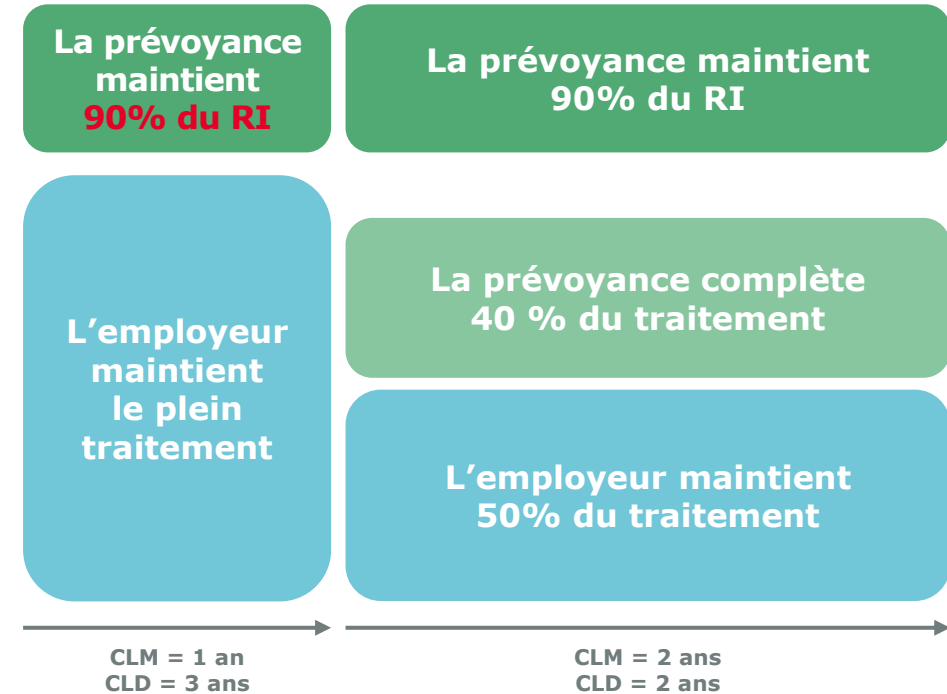 La prévoyance
maintient
90% du RI
La prévoyance maintient
90% du RI
L’employeur
maintient
le plein
traitement
La prévoyance complète
40 % du traitement
L’employeur maintient
50% du traitement
CLM = 1 an
CLD = 3 ans
CLM = 2 ans
CLD = 2 ans